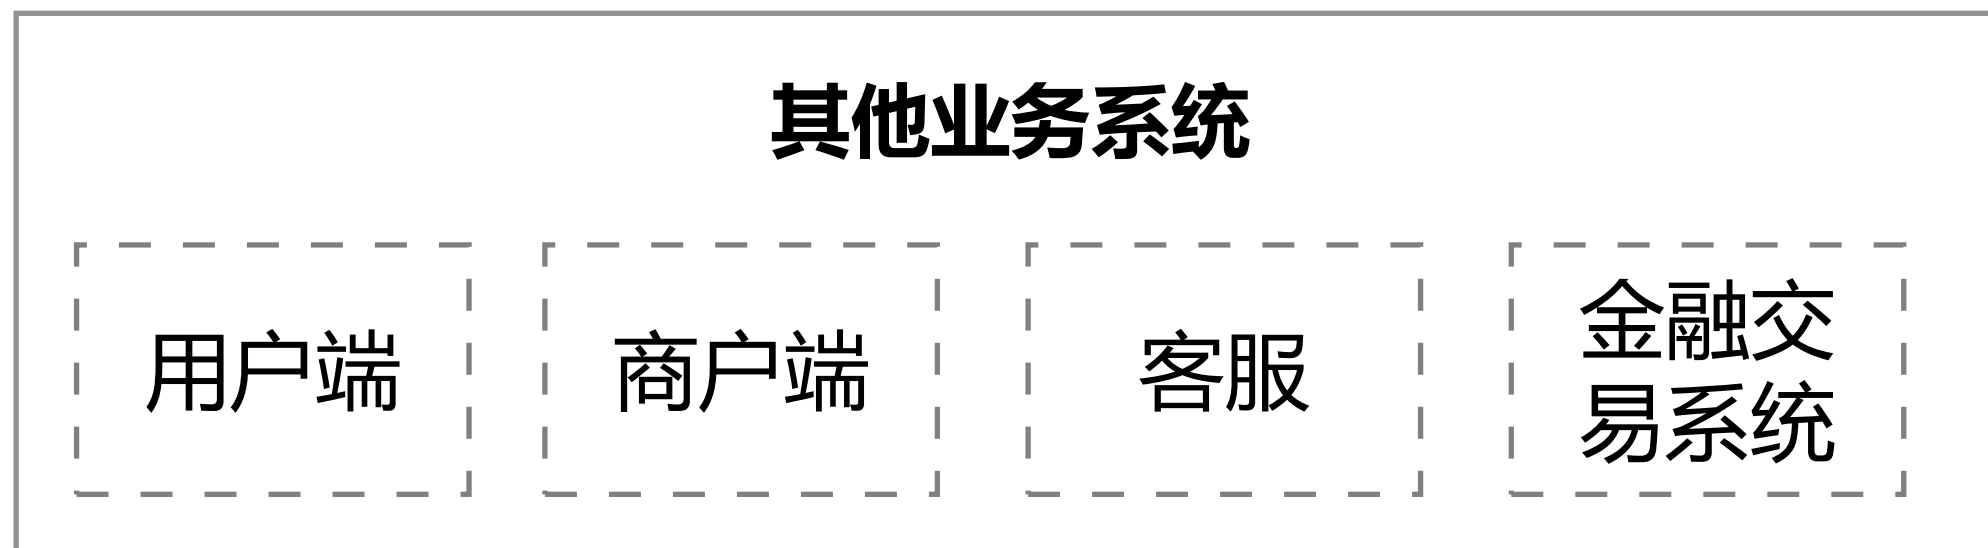 其他业务系统
用户端
商户端
客服
金融交
易系统